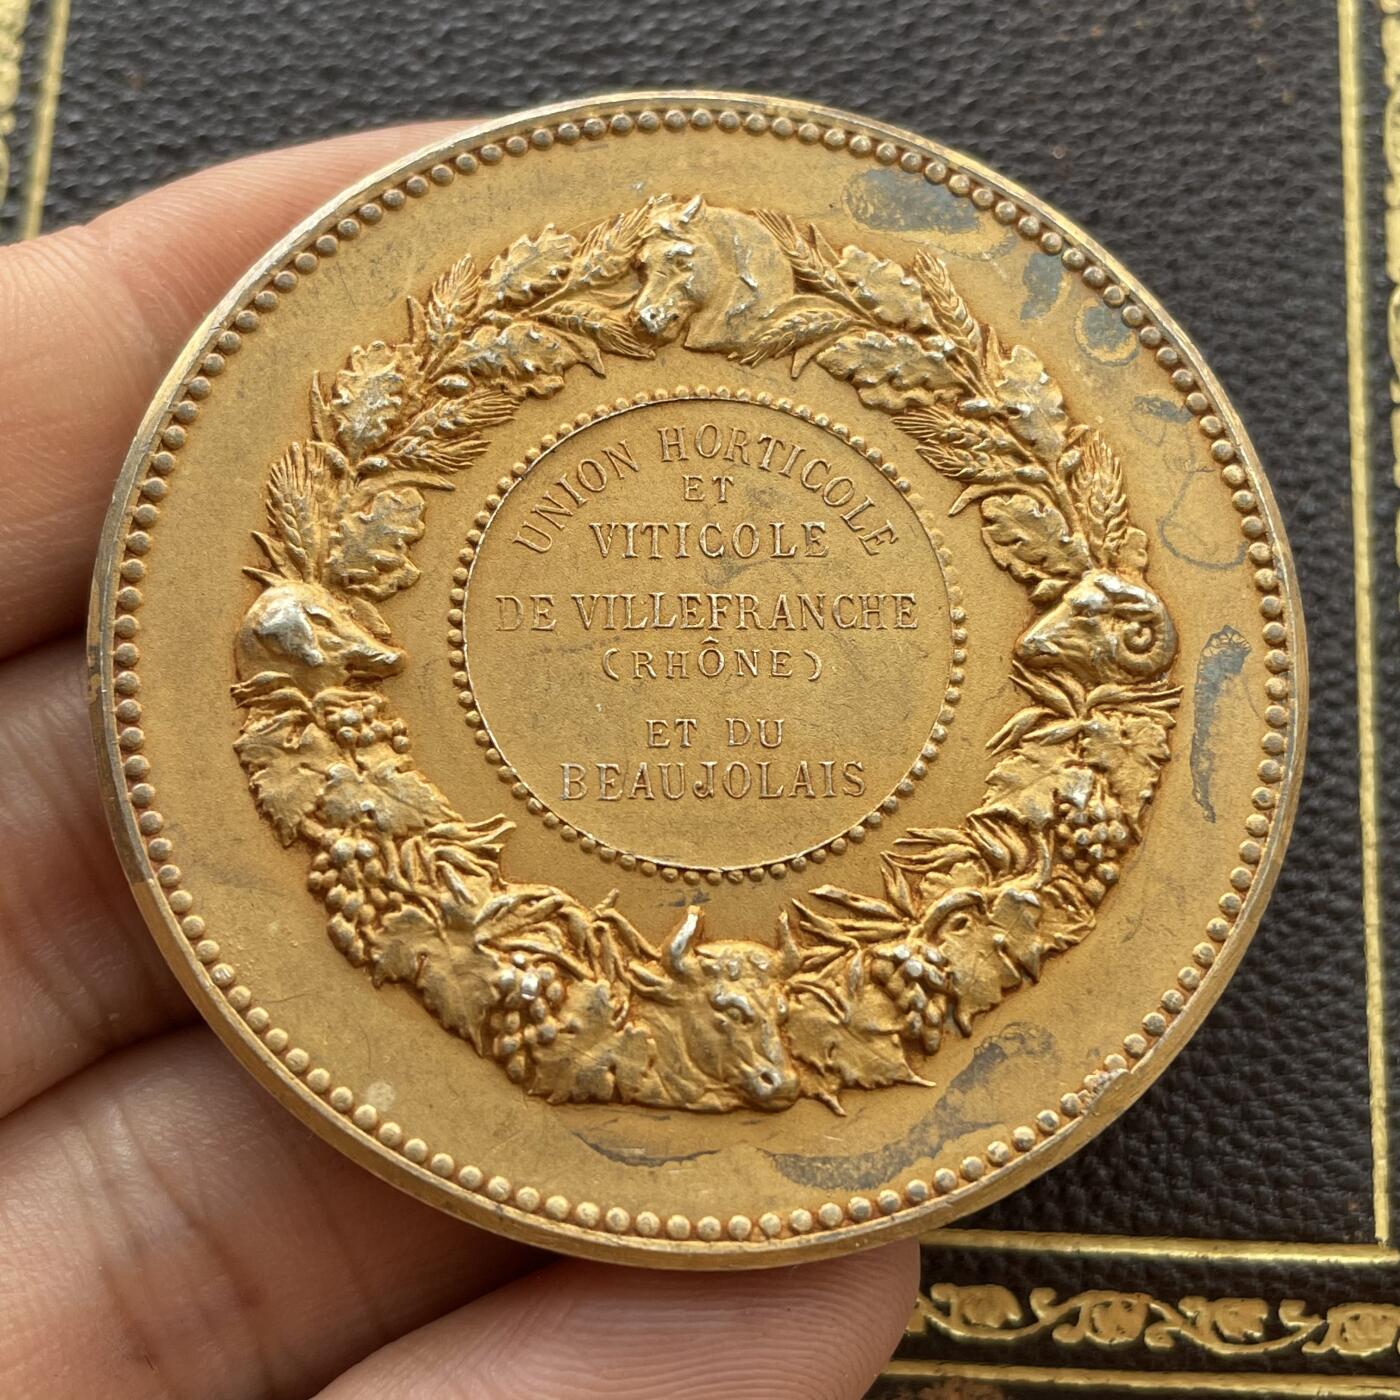 UNION HORTICOLE
ET
VITICOLE
DE VILLEFRANCHE
(RHÔNE)
ET DU
BEAUJOLAIS